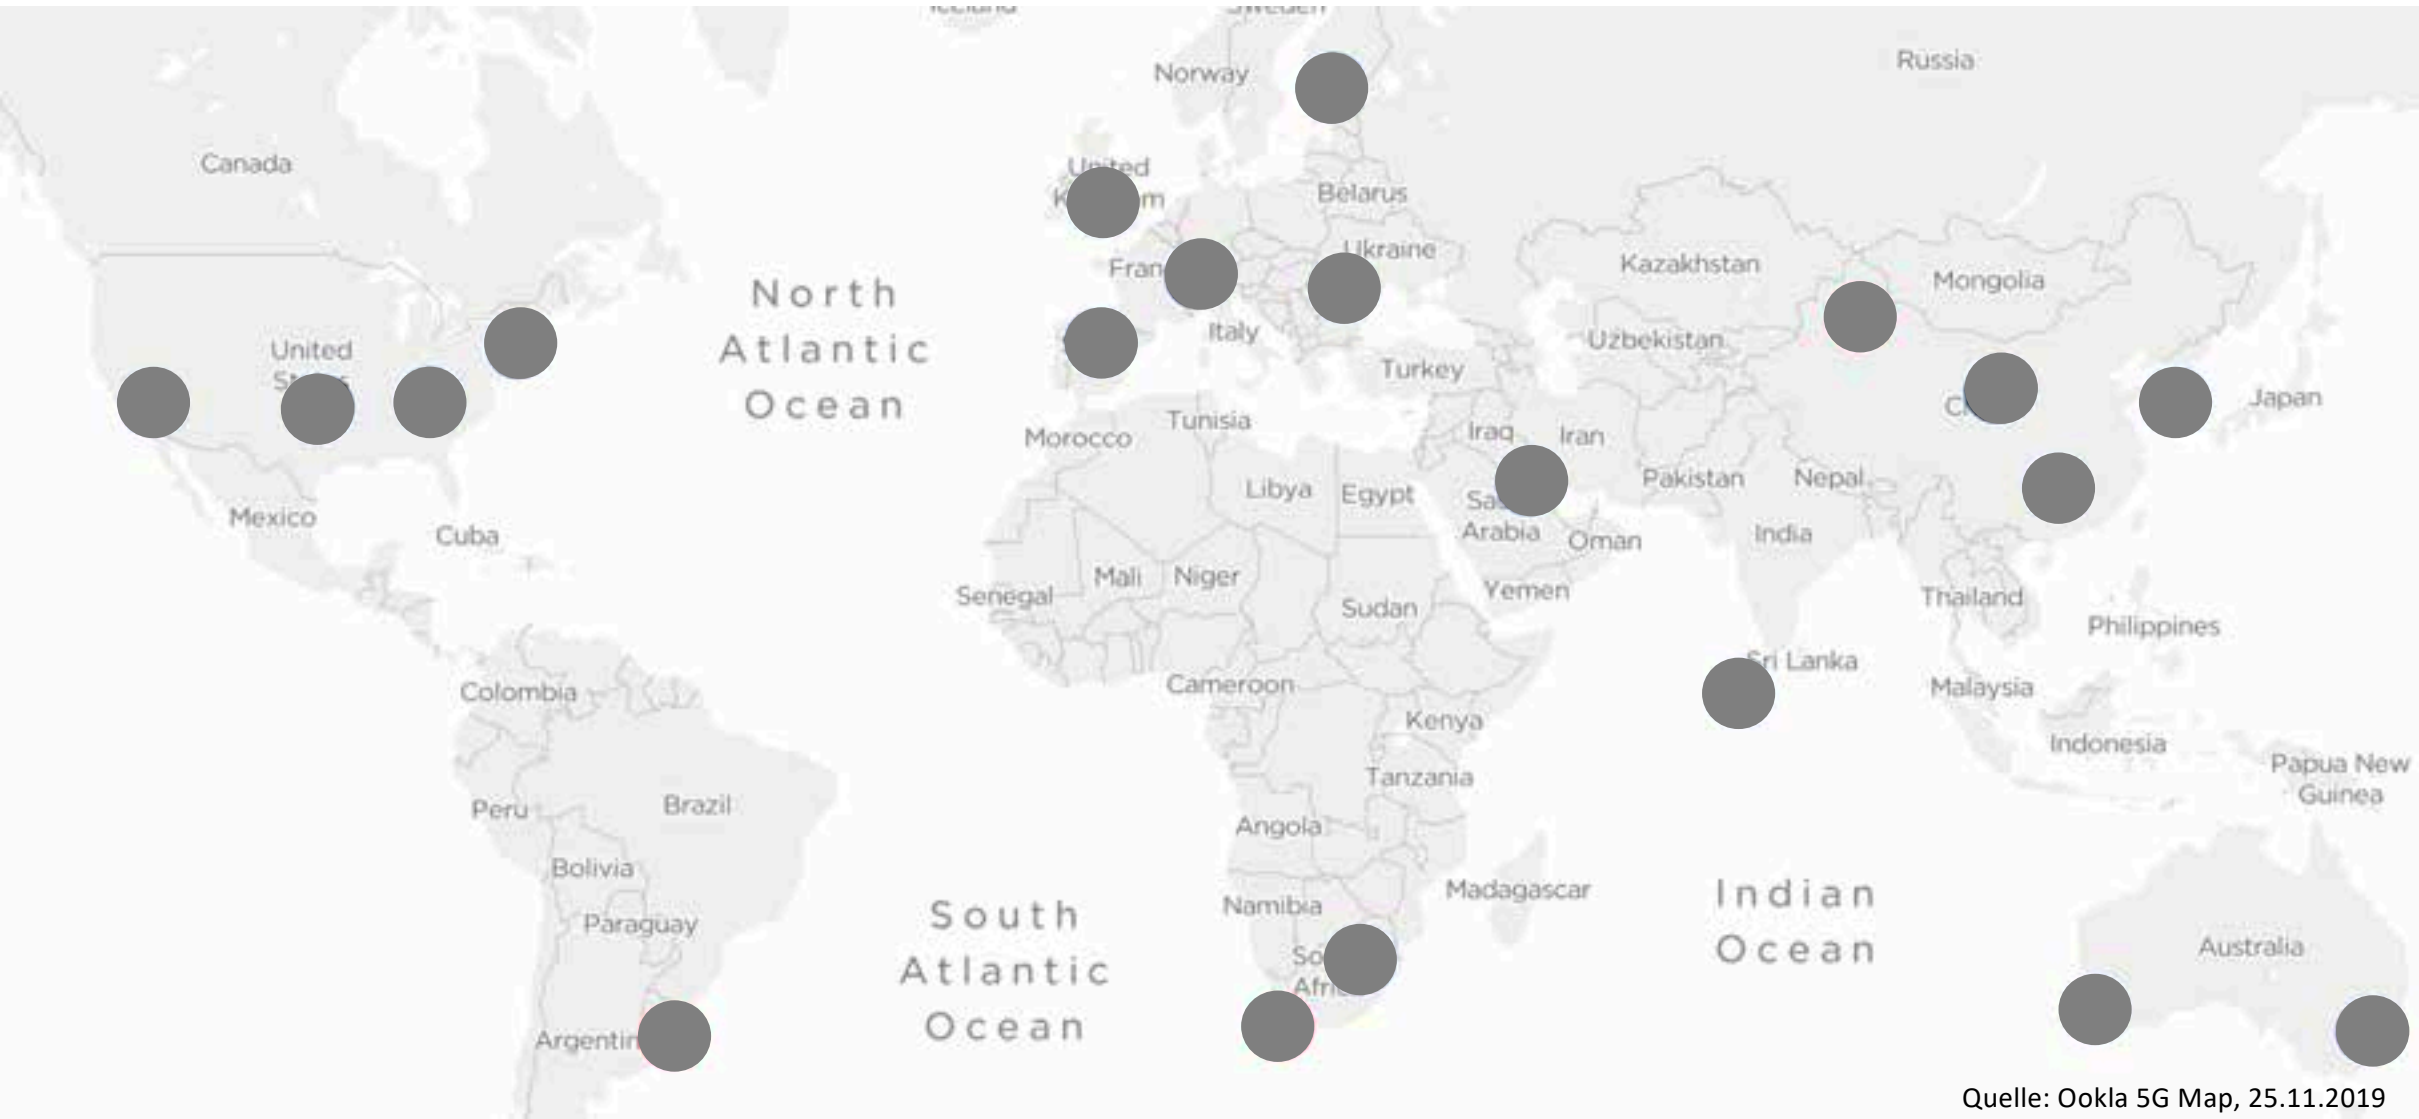 Iceland
Sweden
Norway
Russia
Canada
United
Belarus
Ukraine
Kazakhstan
Mongolia
North
Atlantic
Ocean
Italy
Uzbekistan
United
Turkey
Japan
Morocco
Tunisia
Iraq
Iran
Libya
Egypt
Pakistan
Nepal
Mexico
Cuba
Arabia
Oman
India
Senegal
Mali
Niger
Sudan
Yemen
Thailand
Philippines
Colombia
Cameroon
Sri Lanka
Malaysia
Kenya
Indonesia
Papua New
Guinea
Peru
Brazil
Tanzania
Angola
Bolivia
Madagascar
Namibia
Paraguay
South
Atlantic
Ocean
Indian
Ocean
Australia
Quelle: Ookla 5G Map, 25.11.2019